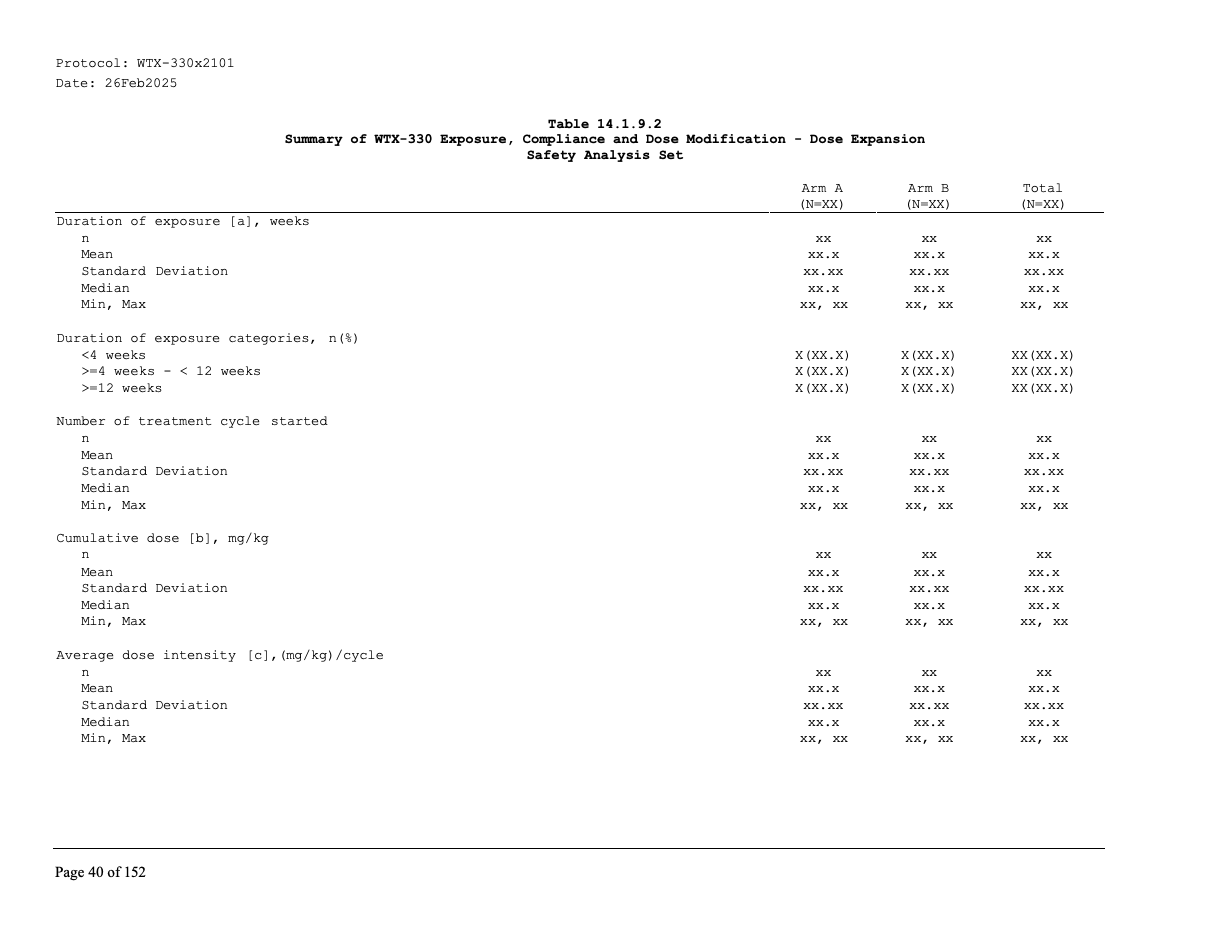 Protocol: WTX-330x2101
Date: 26Feb2025
Table 14.1.9.2
Summary of WTX-330 Exposure, Compliance and Dose Modification - Dose Expansion
Safety Analysis Set
Arm A Arm B Total
(N=XX) (N=XX) (N=XX)
Duration of exposure [a], weeks
n xx xx xx
Mean xx.x xx.x xx.x
Standard Deviation xx.xx xx.xx xx.xx
Median xx.x xx.x xx.x
Min, Max xx, xx xx, xx xx, xx
Duration of exposure categories, n(%)
<4 weeks X(XX.X) X(XX.X) XX(XX.X)
>=4 weeks - < 12 weeks X(XX.X) X(XX.X) XX(XX.X)
>=12 weeks X(XX.X) X(XX.X) XX(XX.X)
Number of treatment cycle started
n xx xx xx
Mean xx.x xx.x xx.x
Standard Deviation xx.xx xx.xx xx.xx
Median xx.x xx.x xx.x
Min, Max xx, xx xx, xx xx, xx
Cumulative dose [b], mg/kg
n xx xx xx
Mean xx.x xx.x xx.x
Standard Deviation xx.xx xx.xx xx.xx
Median xx.x xx.x xx.x
Min, Max xx, xx xx, xx xx, xx
Average dose intensity [c],(mg/kg)/cycle
n xx xx xx
Mean xx.x xx.x xx.x
Standard Deviation xx.xx xx.xx xx.xx
Median xx.x xx.x xx.x
Min, Max xx, xx xx, xx xx, xx
Page 40 of 152